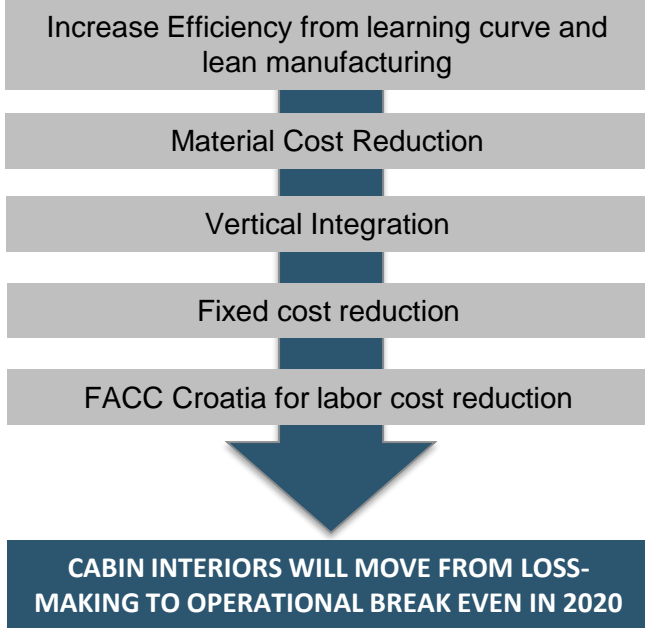 Increase Efficiency from learning curve and
lean manufacturing
Material Cost Reduction
Vertical Integration
Fixed cost reduction
FACC Croatia for labor cost reduction
CABIN INTERIORS WILL MOVE FROM LOSS-
MAKING TO OPERATIONAL BREAK EVEN IN 2020